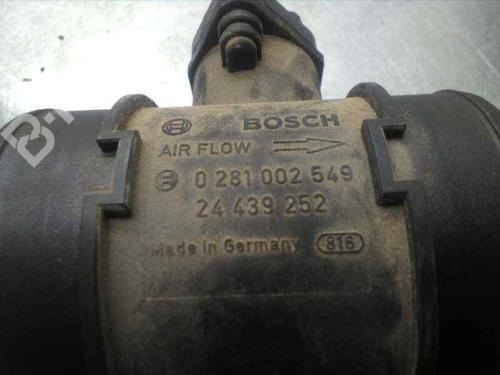 BOSCH
AIR FLOW
0 281 002 549
24 439 252
Made in Germany 816